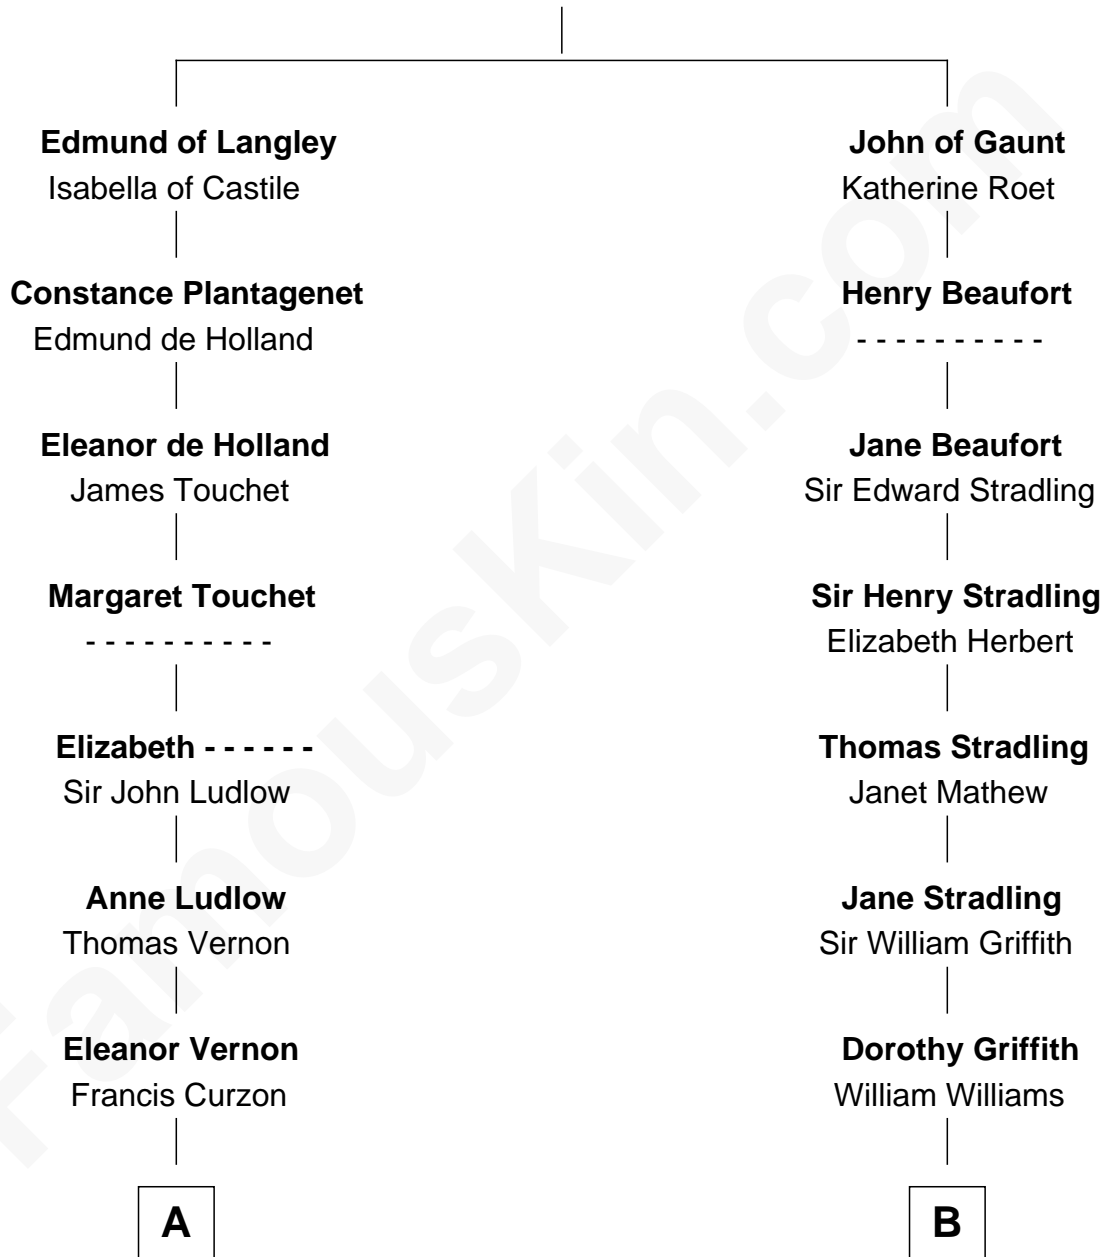 Edmund of Langley
Isabella of Castile
Constance Plantagenet
Edmund de Holland
Eleanor de Holland
James Touchet
Margaret Touchet
- - - - - - - - - -
Elizabeth - - - - - -
Sir John Ludlow
Anne Ludlow
Thomas Vernon
Eleanor Vernon
Francis Curzon
A
John of Gaunt
Katherine Roet
Henry Beaufort
- - - - - - - - - -
Jane Beaufort
Sir Edward Stradling
Sir Henry Stradling
Elizabeth Herbert
Thomas Stradling
Janet Mathew
Jane Stradling
Sir William Griffith
Dorothy Griffith
William Williams
B
FamousKin.com